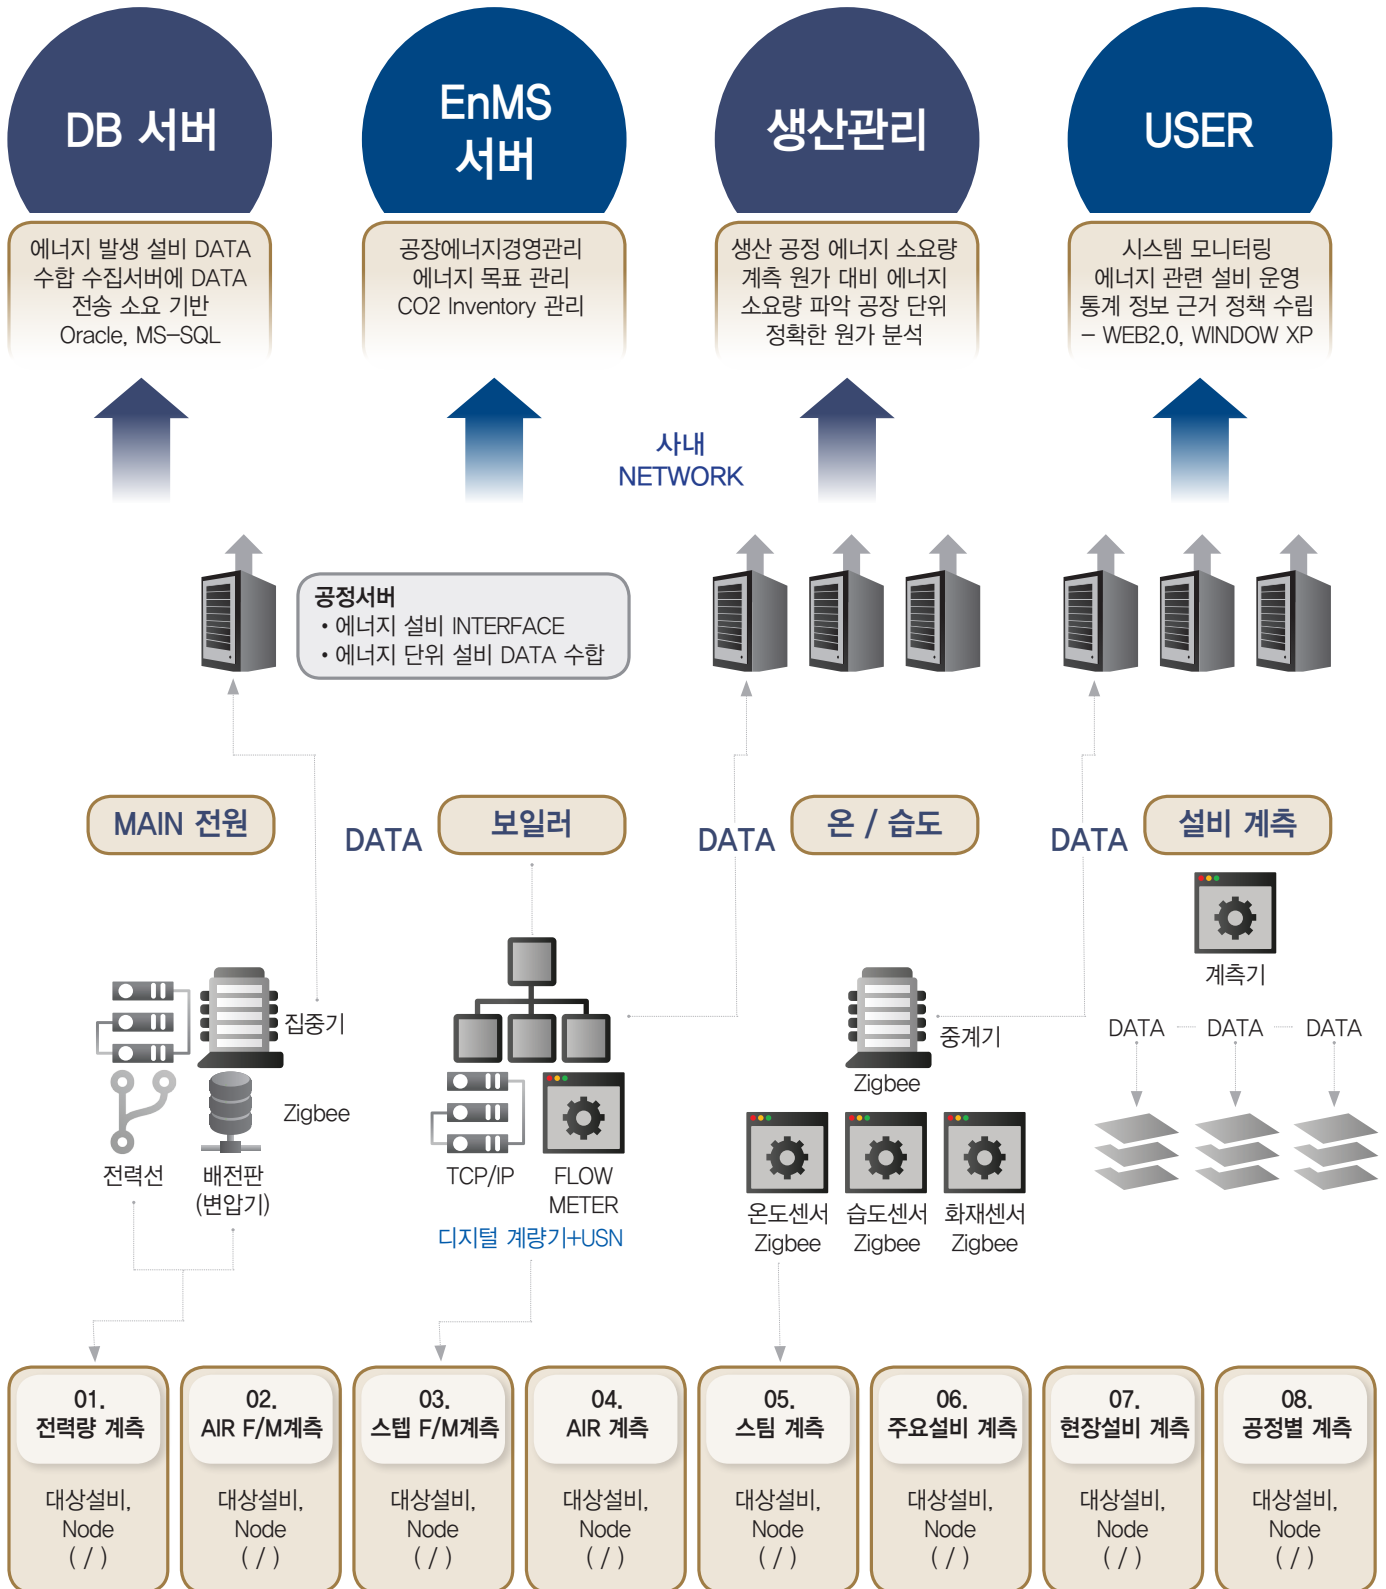 DB 서버
EnMS
서버
생산관리
USER
에너지 발생 설비 DATA
수합 수집서버에 DATA
전송 소요 기반
Oracle, MS-SQL
공장에너지경영관리
에너지 목표 관리
CO2 Inventory 관리
생산 공정 에너지 소요량
계측 원가 대비 에너지
소요량 파악 공장 단위
정확한 원가 분석
시스템 모니터링
에너지 관련 설비 운영
통계 정보 근거 정책 수립
- WEB2.0, WINDOW XP
사내
NETWORK
공정서버
• 에너지 설비 INTERFACE
• 에너지 단위 설비 DATA 수합
MAIN 전원
DATA
보일러
DATA
온 / 습도
DATA
설비 계측
집중기
Zigbee
전력선
배전판
(변압기)
TCP/IP
FLOW
METER
디지털 계량기+USN
중계기
Zigbee
온도센서
Zigbee
습도센서
Zigbee
화재센서
Zigbee
계측기
DATA
DATA
DATA
01.
전력량 계측
대상설비,
Node
( / )
02.
AIR F/M계측
대상설비,
Node
( / )
03.
스텝 F/M계측
대상설비,
Node
( / )
04.
AIR 계측
대상설비,
Node
( / )
05.
스팀 계측
대상설비,
Node
( / )
06.
주요설비 계측
대상설비,
Node
( / )
07.
현장설비 계측
대상설비,
Node
( / )
08.
공정별 계측
대상설비,
Node
( / )